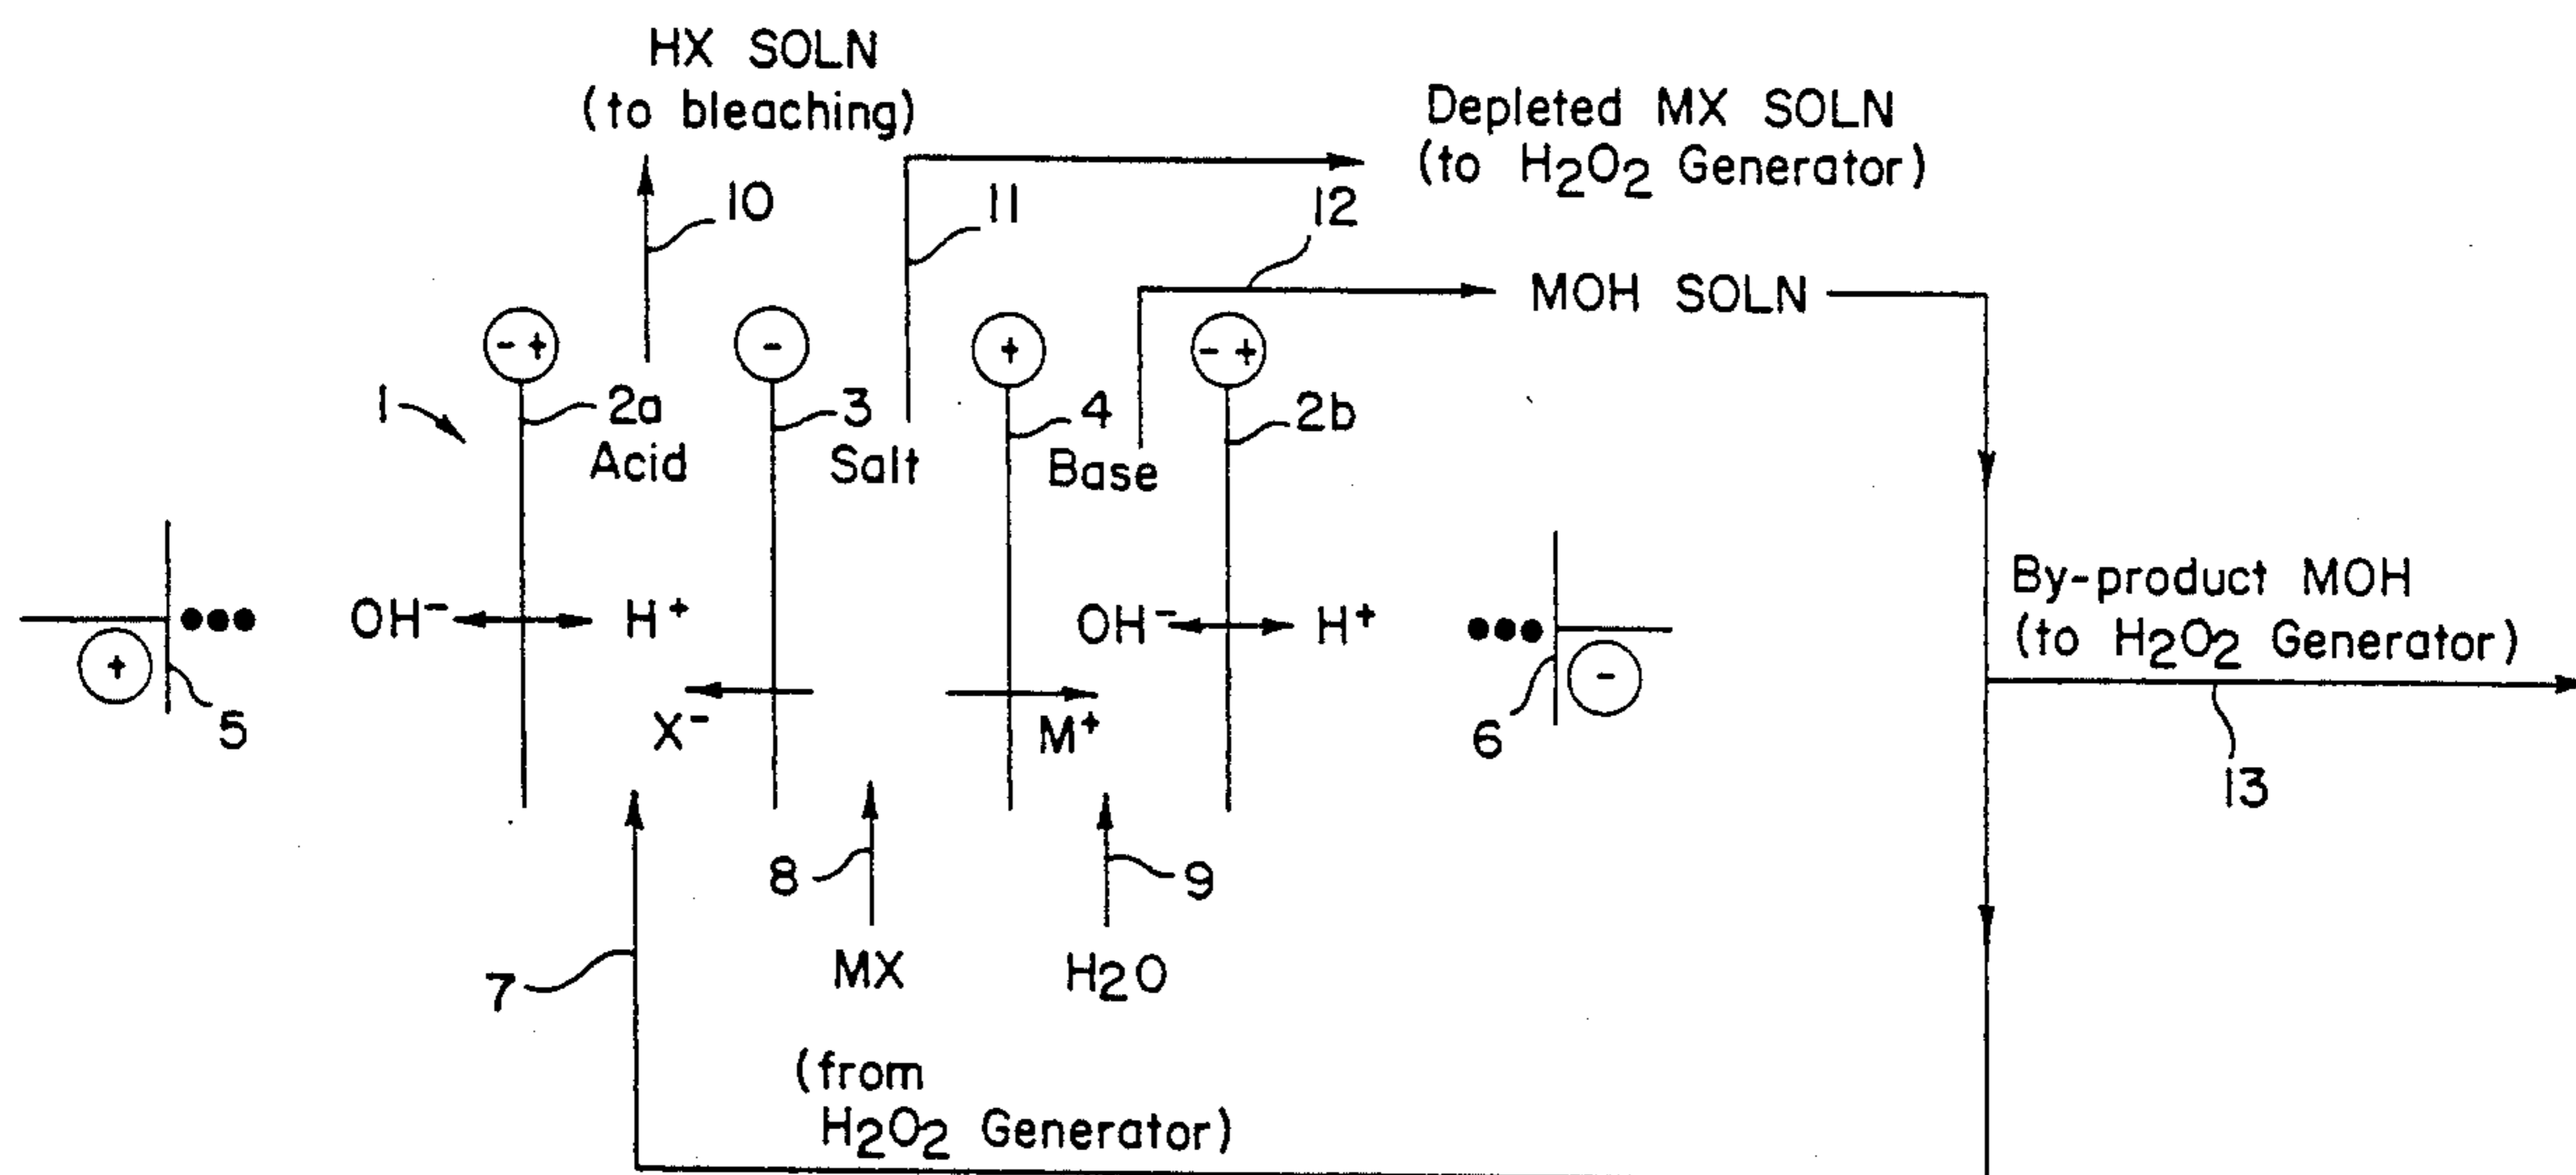 HX SOLN
(to bleaching)
Depleted MX SOLN
(to H2O2 Generator)
10
11
12
MOH SOLN
- +
-
+
- +
1
2a
3
4
2b
Acid
Salt
Base
By-product MOH
(to H2O2 Generator)
OH-
H+
OH-
H+
+
5
X-
M+
6
-
13
8
9
7
MX
H2O
(from
H2O2 Generator)